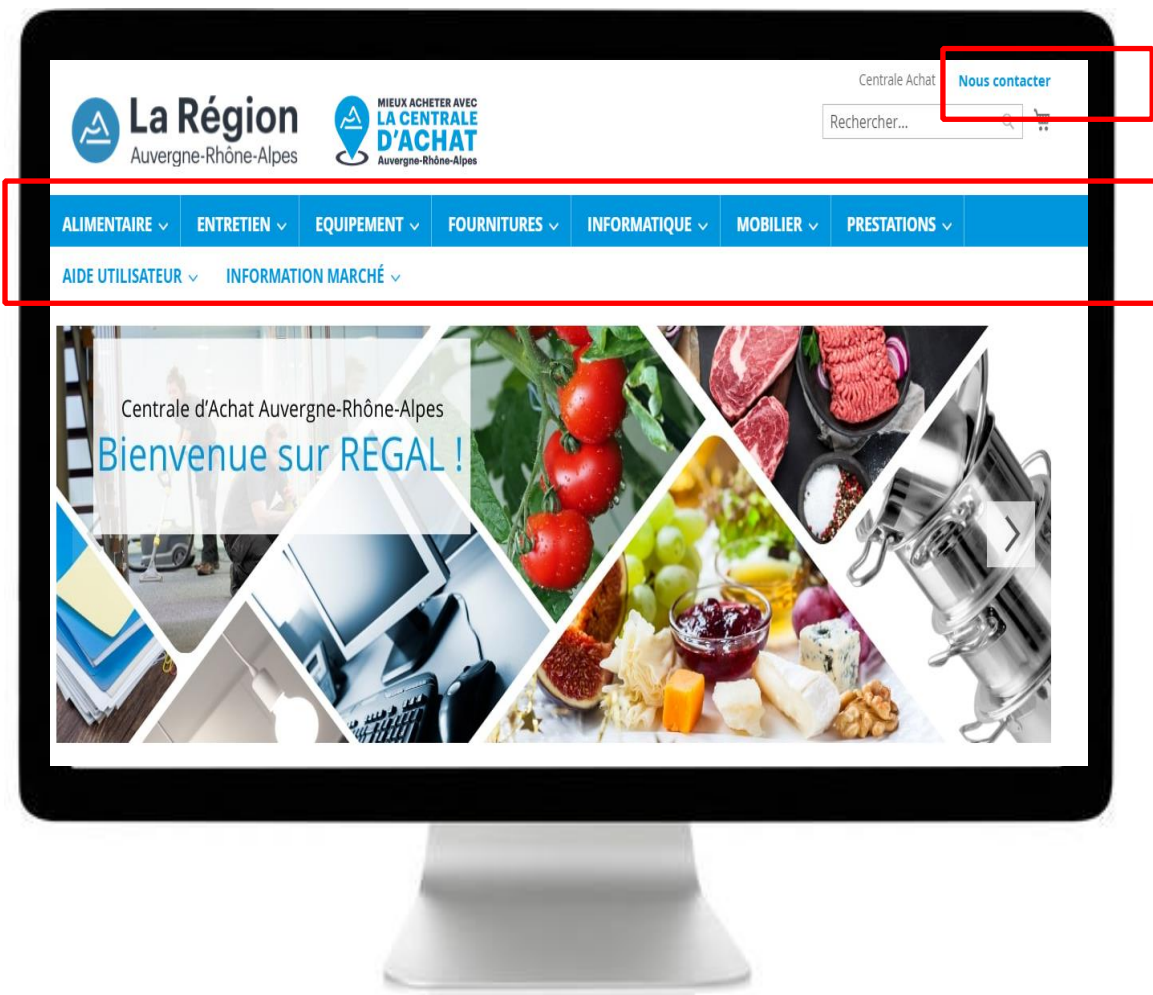 Centrale Achat Nous contacter
La Région
Auvergne-Rhône-Alpes
MIEUX ACHETER AVEC
LA CENTRALE
D'ACHAT
Auvergne-Rhône-Alpes
Rechercher...
ALIMENTAIRE ENTRETIEN EQUIPEMENT FOURNITURES INFORMATIQUE MOBILIER PRESTATIONS
AIDE UTILISATEUR INFORMATION MARCHÉ
Centrale d'Achat Auvergne-Rhône-Alpes
Bienvenue sur REGAL !